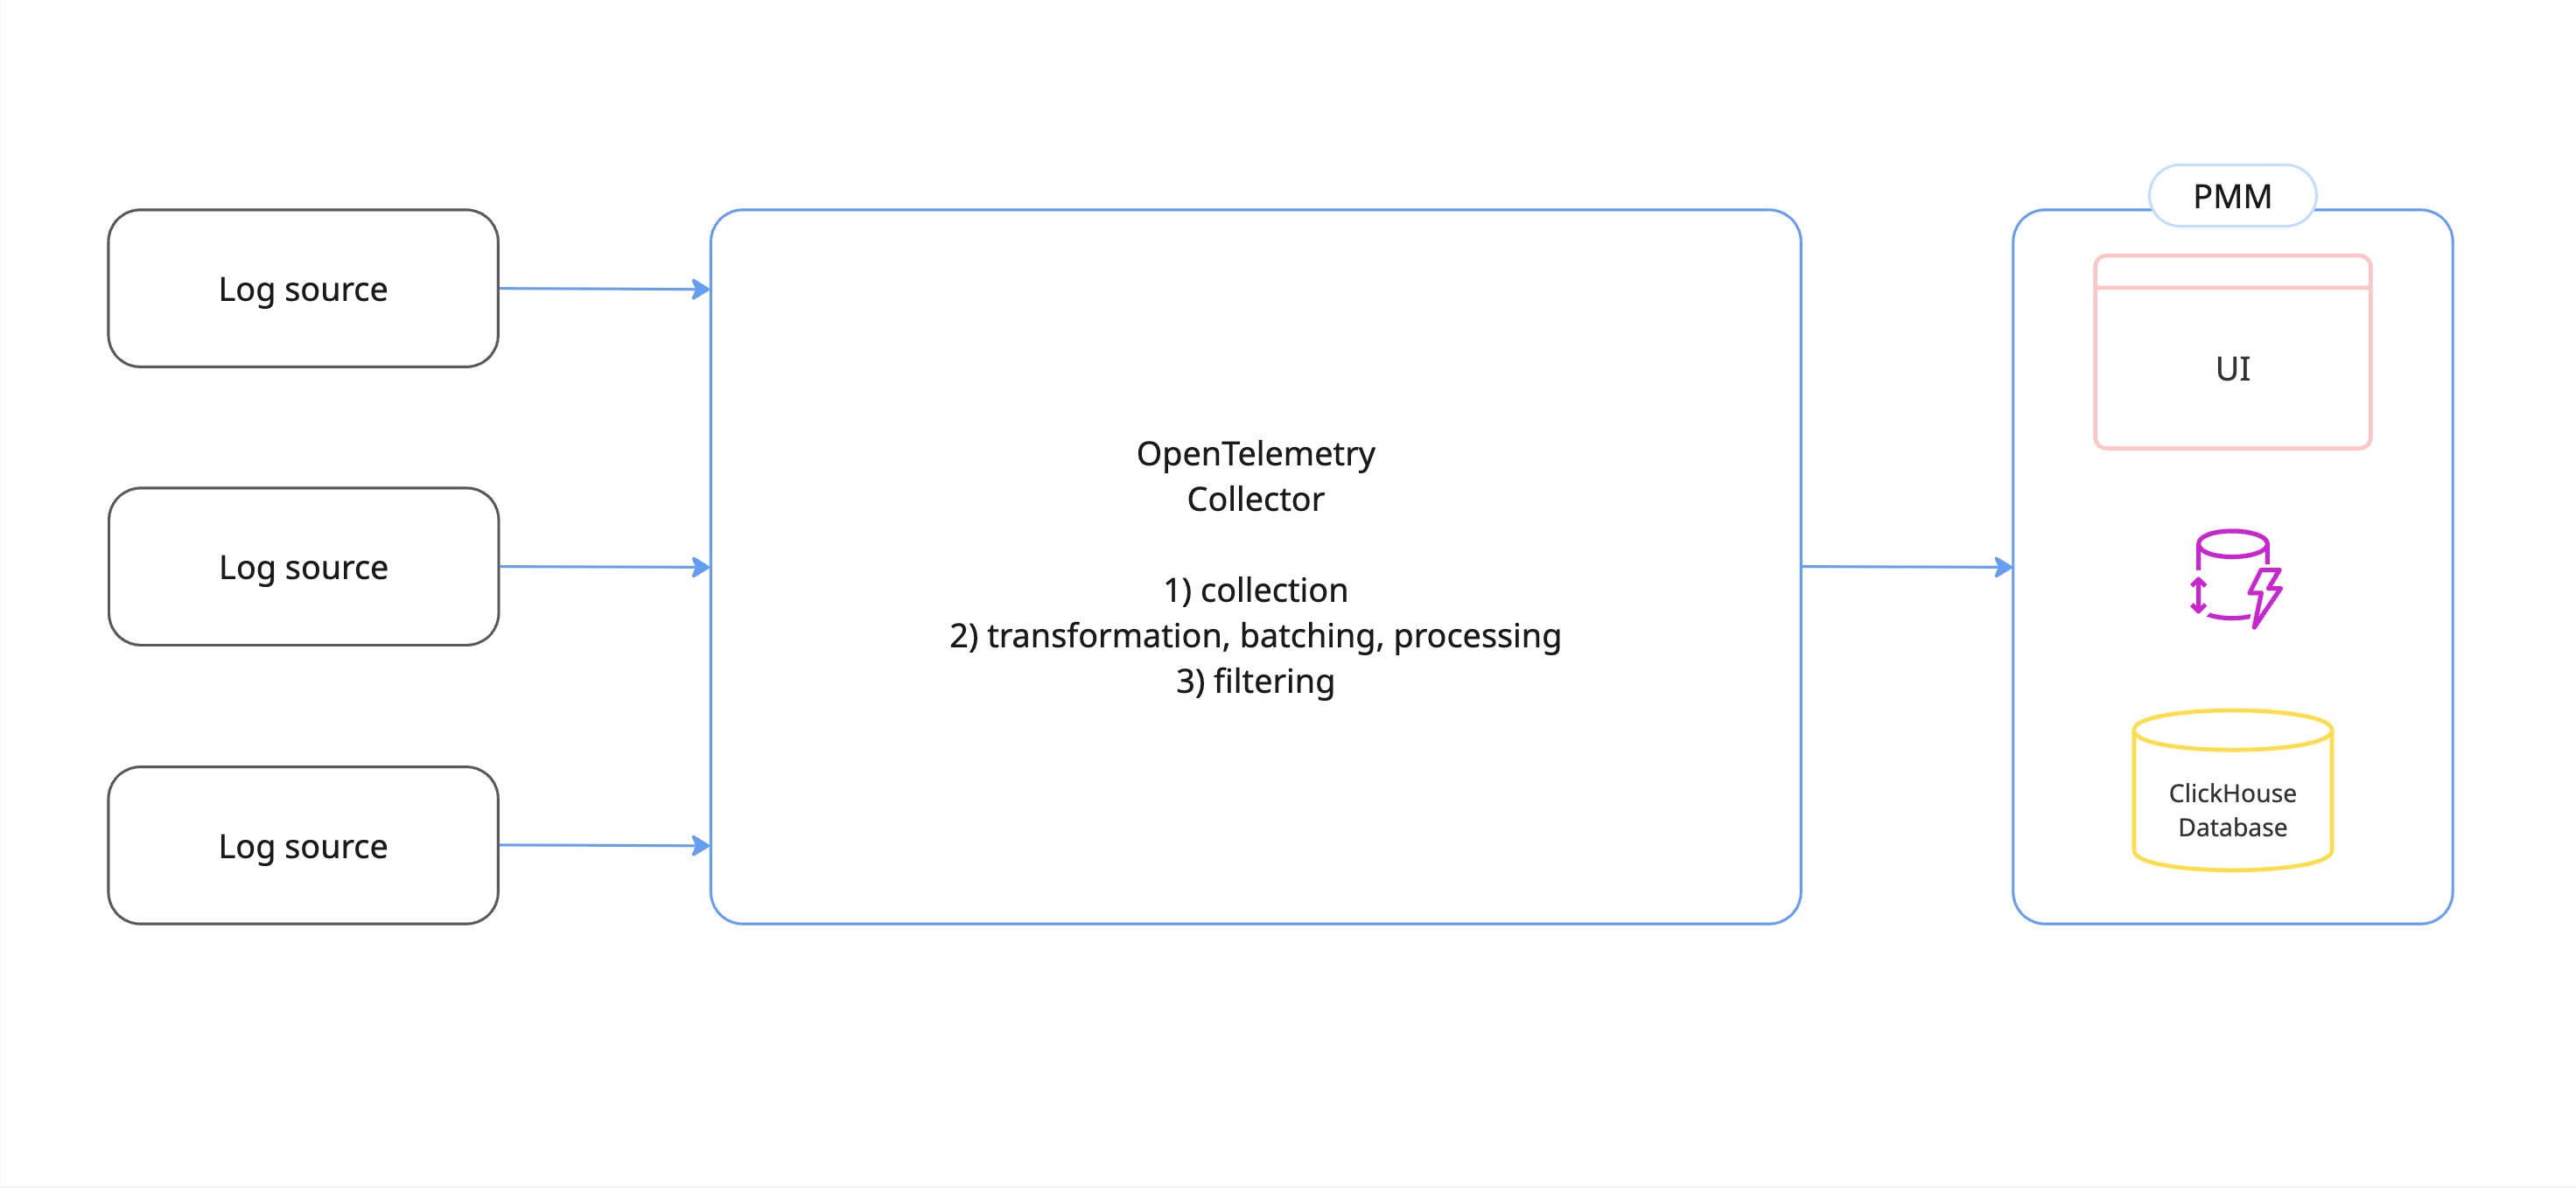 Log source
Log source
Log source
OpenTelemetry
Collector
1) collection
2) transformation, batching, processing
3) filtering
PMM
UI
ClickHouse
Database